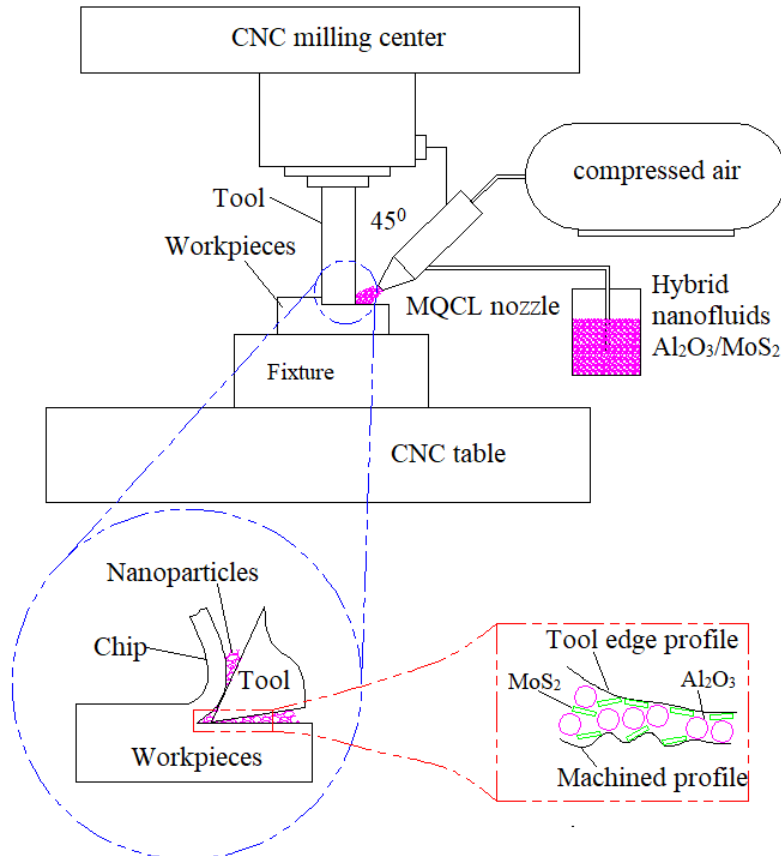 CNC milling center
compressed air
Tool
45⁰
Workpieces
MQCL nozzle
Hybrid
nanofluids
Al₂O₃/MoS₂
Fixture
CNC table
Nanoparticles
Chip
Tool
Workpieces
Tool edge profile
MoS₂
Al₂O₃
Machined profile